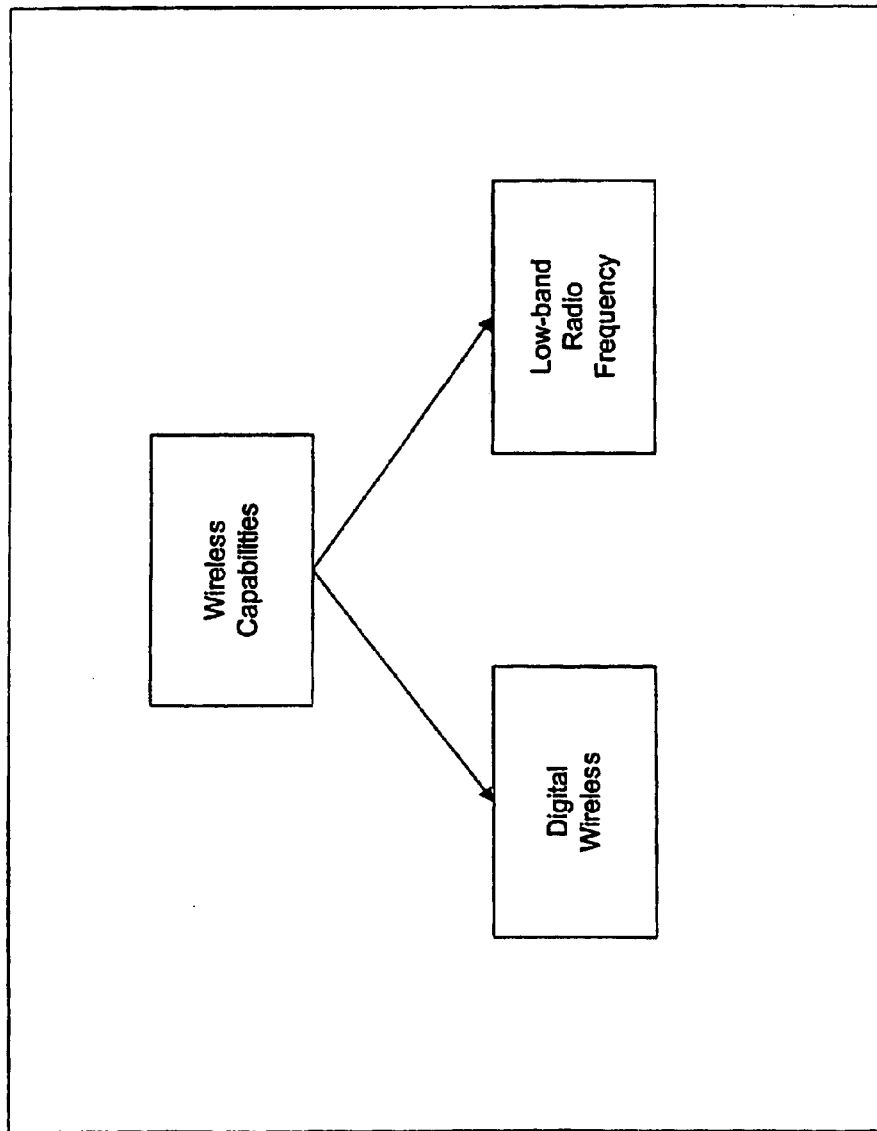 Wireless
Capabilities
Digital
Wireless
Low-band
Radio
Frequency